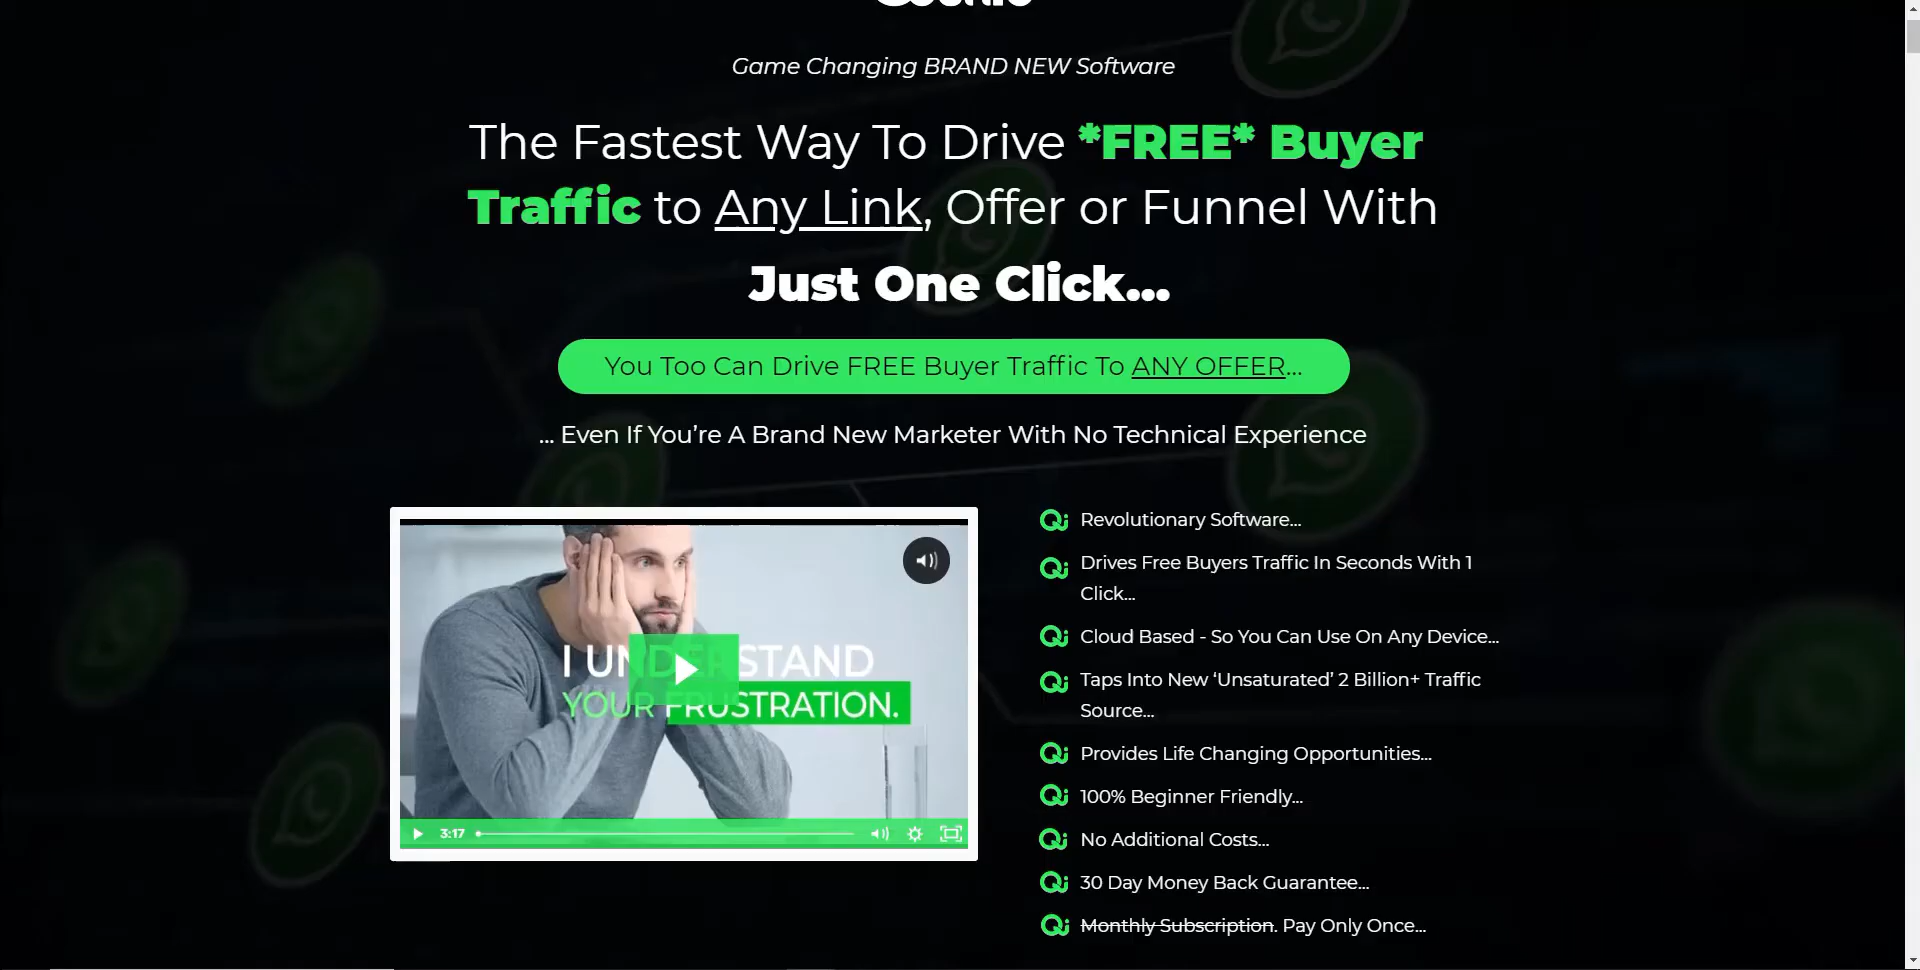 Game Changing BRAND NEW Software
The Fastest Way To Drive *FREE* Buyer
Traffic to Any Link, Offer or Funnel With
Just One Click...
You Too Can Drive FREE Buyer Traffic To ANY OFFER...
... Even If You’re A Brand New Marketer With No Technical Experience
I UNDERSTAND
YOUR FRUSTRATION.
3:17
Revolutionary Software...
Drives Free Buyers Traffic In Seconds With 1
Click...
Cloud Based - So You Can Use On Any Device...
Taps Into New ‘Unsaturated’ 2 Billion+ Traffic
Source...
Provides Life Changing Opportunities...
100% Beginner Friendly...
No Additional Costs...
30 Day Money Back Guarantee...
Monthly Subscription. Pay Only Once...